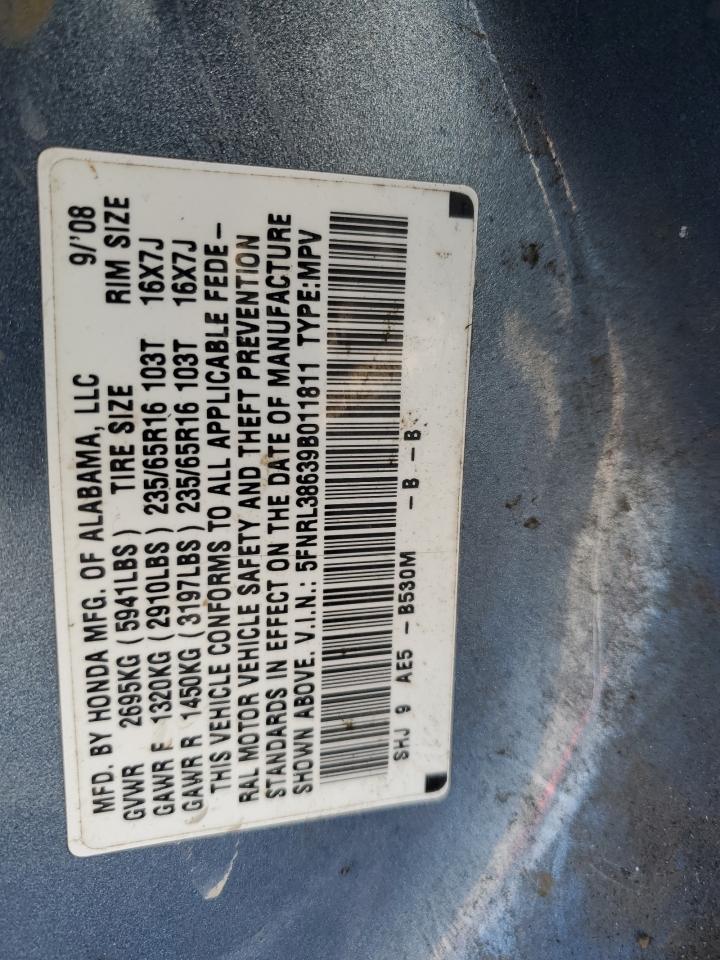 MFD. BY HONDA MFG. OF ALABAMA, LLC 9/'08
GVWR 2695KG (5941LBS) TIRE SIZE RIM SIZE
GAWR F 1320KG (2910LBS) 235/65R16 103T 16X7J
GAWR R 1450KG (3197LBS) 235/65R16 103T 16X7J
THIS VEHICLE CONFORMS TO ALL APPLICABLE FEDE-
RAL MOTOR VEHICLE SAFETY AND THEFT PREVENTION
STANDARDS IN EFFECT ON THE DATE OF MANUFACTURE
SHOWN ABOVE. V.I.N.: 5FNRL38639B011811 TYPE:MPV
SHJ 9 AE5 - B530M -B -B